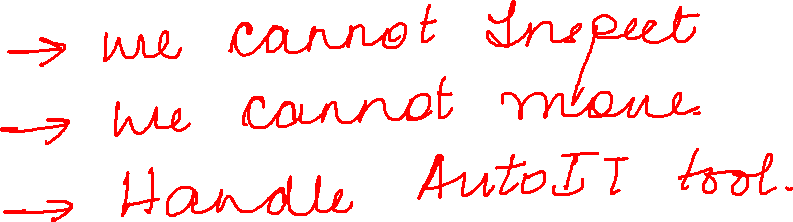 → we cannot Inspect
→ we cannot move.
→ Handle AutoIT tool.